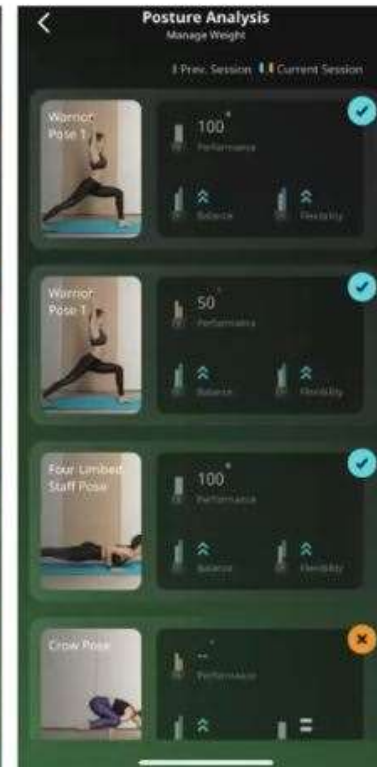 Posture Analysis
Manage Weight
Prev. Session Current Session
Warrior
Pose 1
100
Performance
Balance
Flexibility
Warrior
Pose 1
50
Performance
Balance
Flexibility
Four Limbed
Staff Pose
100
Performance
Balance
Flexibility
Crow Pose
--
Performance